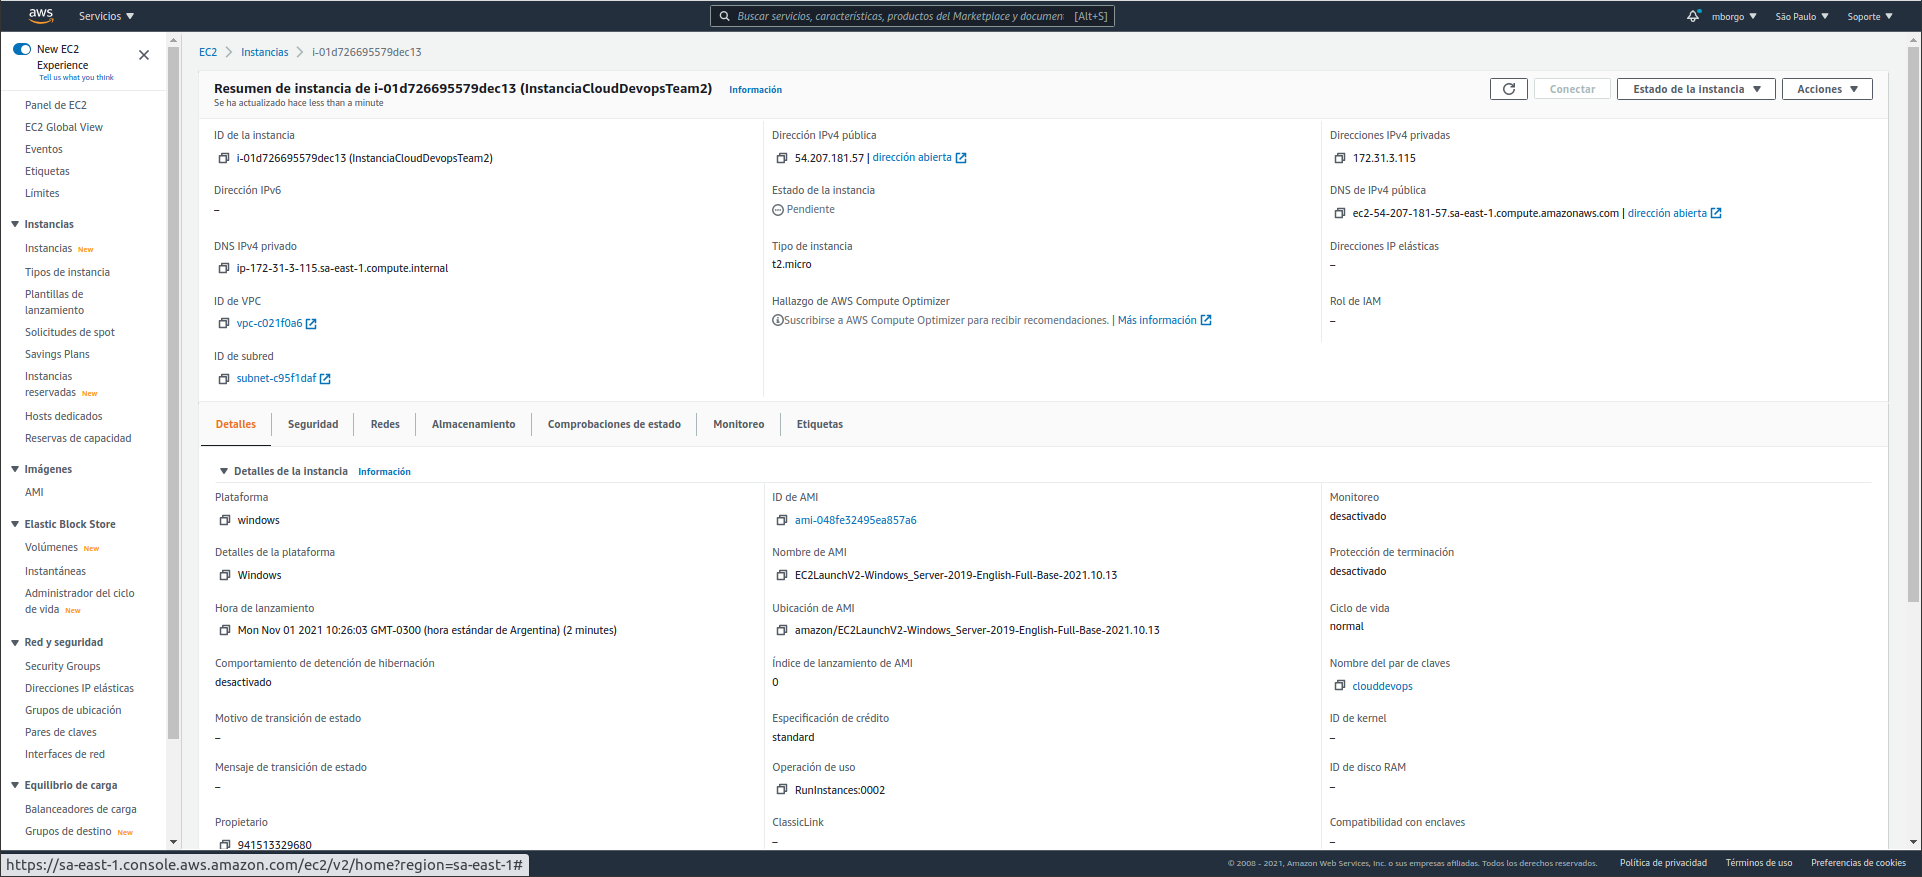 aws
Servicios
Buscar servicios, características, productos del Marketplace y documen [Alt+S]
mborgo
São Paulo
Soporte
New EC2
Experience
Tell us what you think
Panel de EC2
EC2 Global View
Eventos
Etiquetas
Límites
Instancias
Instancias New
Tipos de instancia
Plantillas de
lanzamiento
Solicitudes de spot
Savings Plans
Instancias
reservadas New
Hosts dedicados
Reservas de capacidad
Imágenes
AMI
Elastic Block Store
Volúmenes New
Instantáneas
Administrador del ciclo
de vida New
Red y seguridad
Security Groups
Direcciones IP elásticas
Grupos de ubicación
Pares de claves
Interfaces de red
Equilibrio de carga
Balanceadores de carga
Grupos de destino New
EC2 > Instancias > i-01d726695579dec13
Resumen de instancia de i-01d726695579dec13 (InstanciaCloudDevopsTeam2) Información
Se ha actualizado hace less than a minute
Conectar
Estado de la instancia
Acciones
ID de la instancia
i-01d726695579dec13 (InstanciaCloudDevopsTeam2)
Dirección IPv4 pública
54.207.181.57 | dirección abierta
Direcciones IPv4 privadas
172.31.3.115
Dirección IPv6
–
Estado de la instancia
Pendiente
DNS de IPv4 pública
ec2-54-207-181-57.sa-east-1.compute.amazonaws.com | dirección abierta
DNS IPv4 privado
ip-172-31-3-115.sa-east-1.compute.internal
Tipo de instancia
t2.micro
Direcciones IP elásticas
–
ID de VPC
vpc-c021f0a6
Hallazgo de AWS Compute Optimizer
Suscribirse a AWS Compute Optimizer para recibir recomendaciones. | Más información
Rol de IAM
–
ID de subred
subnet-c95f1daf
Detalles
Seguridad
Redes
Almacenamiento
Comprobaciones de estado
Monitoreo
Etiquetas
Detalles de la instancia Información
Plataforma
windows
ID de AMI
ami-048fe32495ea857a6
Monitoreo
desactivado
Detalles de la plataforma
Windows
Nombre de AMI
EC2LaunchV2-Windows_Server-2019-English-Full-Base-2021.10.13
Protección de terminación
desactivado
Hora de lanzamiento
Mon Nov 01 2021 10:26:03 GMT-0300 (hora estándar de Argentina) (2 minutes)
Ubicación de AMI
amazon/EC2LaunchV2-Windows_Server-2019-English-Full-Base-2021.10.13
Ciclo de vida
normal
Comportamiento de detención de hibernación
desactivado
Índice de lanzamiento de AMI
0
Nombre del par de claves
clouddevops
Motivo de transición de estado
–
Especificación de crédito
standard
ID de kernel
–
Mensaje de transición de estado
–
Operación de uso
RunInstances:0002
ID de disco RAM
–
Propietario
941513329680
ClassicLink
–
Compatibilidad con enclaves
–
https://sa-east-1.console.aws.amazon.com/ec2/v2/home?region=sa-east-1#
© 2008 - 2021, Amazon Web Services, Inc. o sus empresas afiliadas. Todos los derechos reservados.
Política de privacidad
Términos de uso
Preferencias de cookies